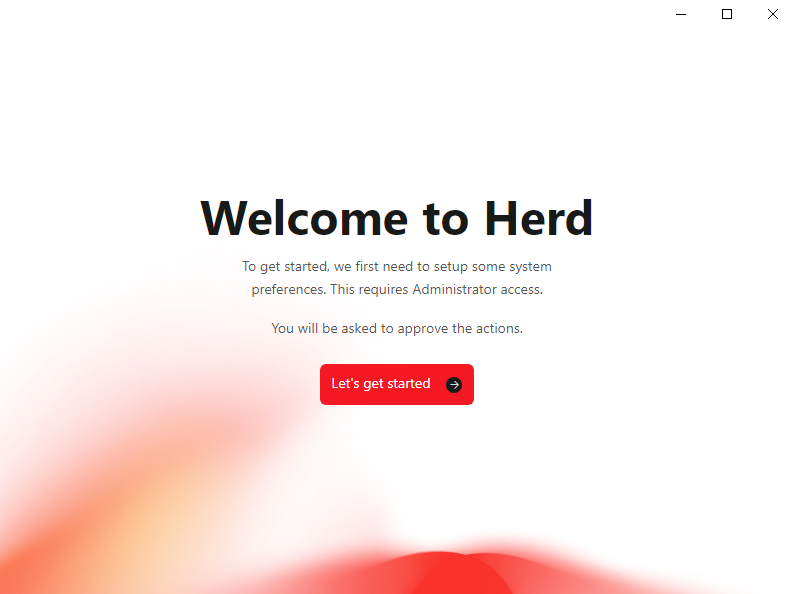 Welcome to Herd
To get started, we first need to setup some system
preferences. This requires Administrator access.
You will be asked to approve the actions.
Let's get started